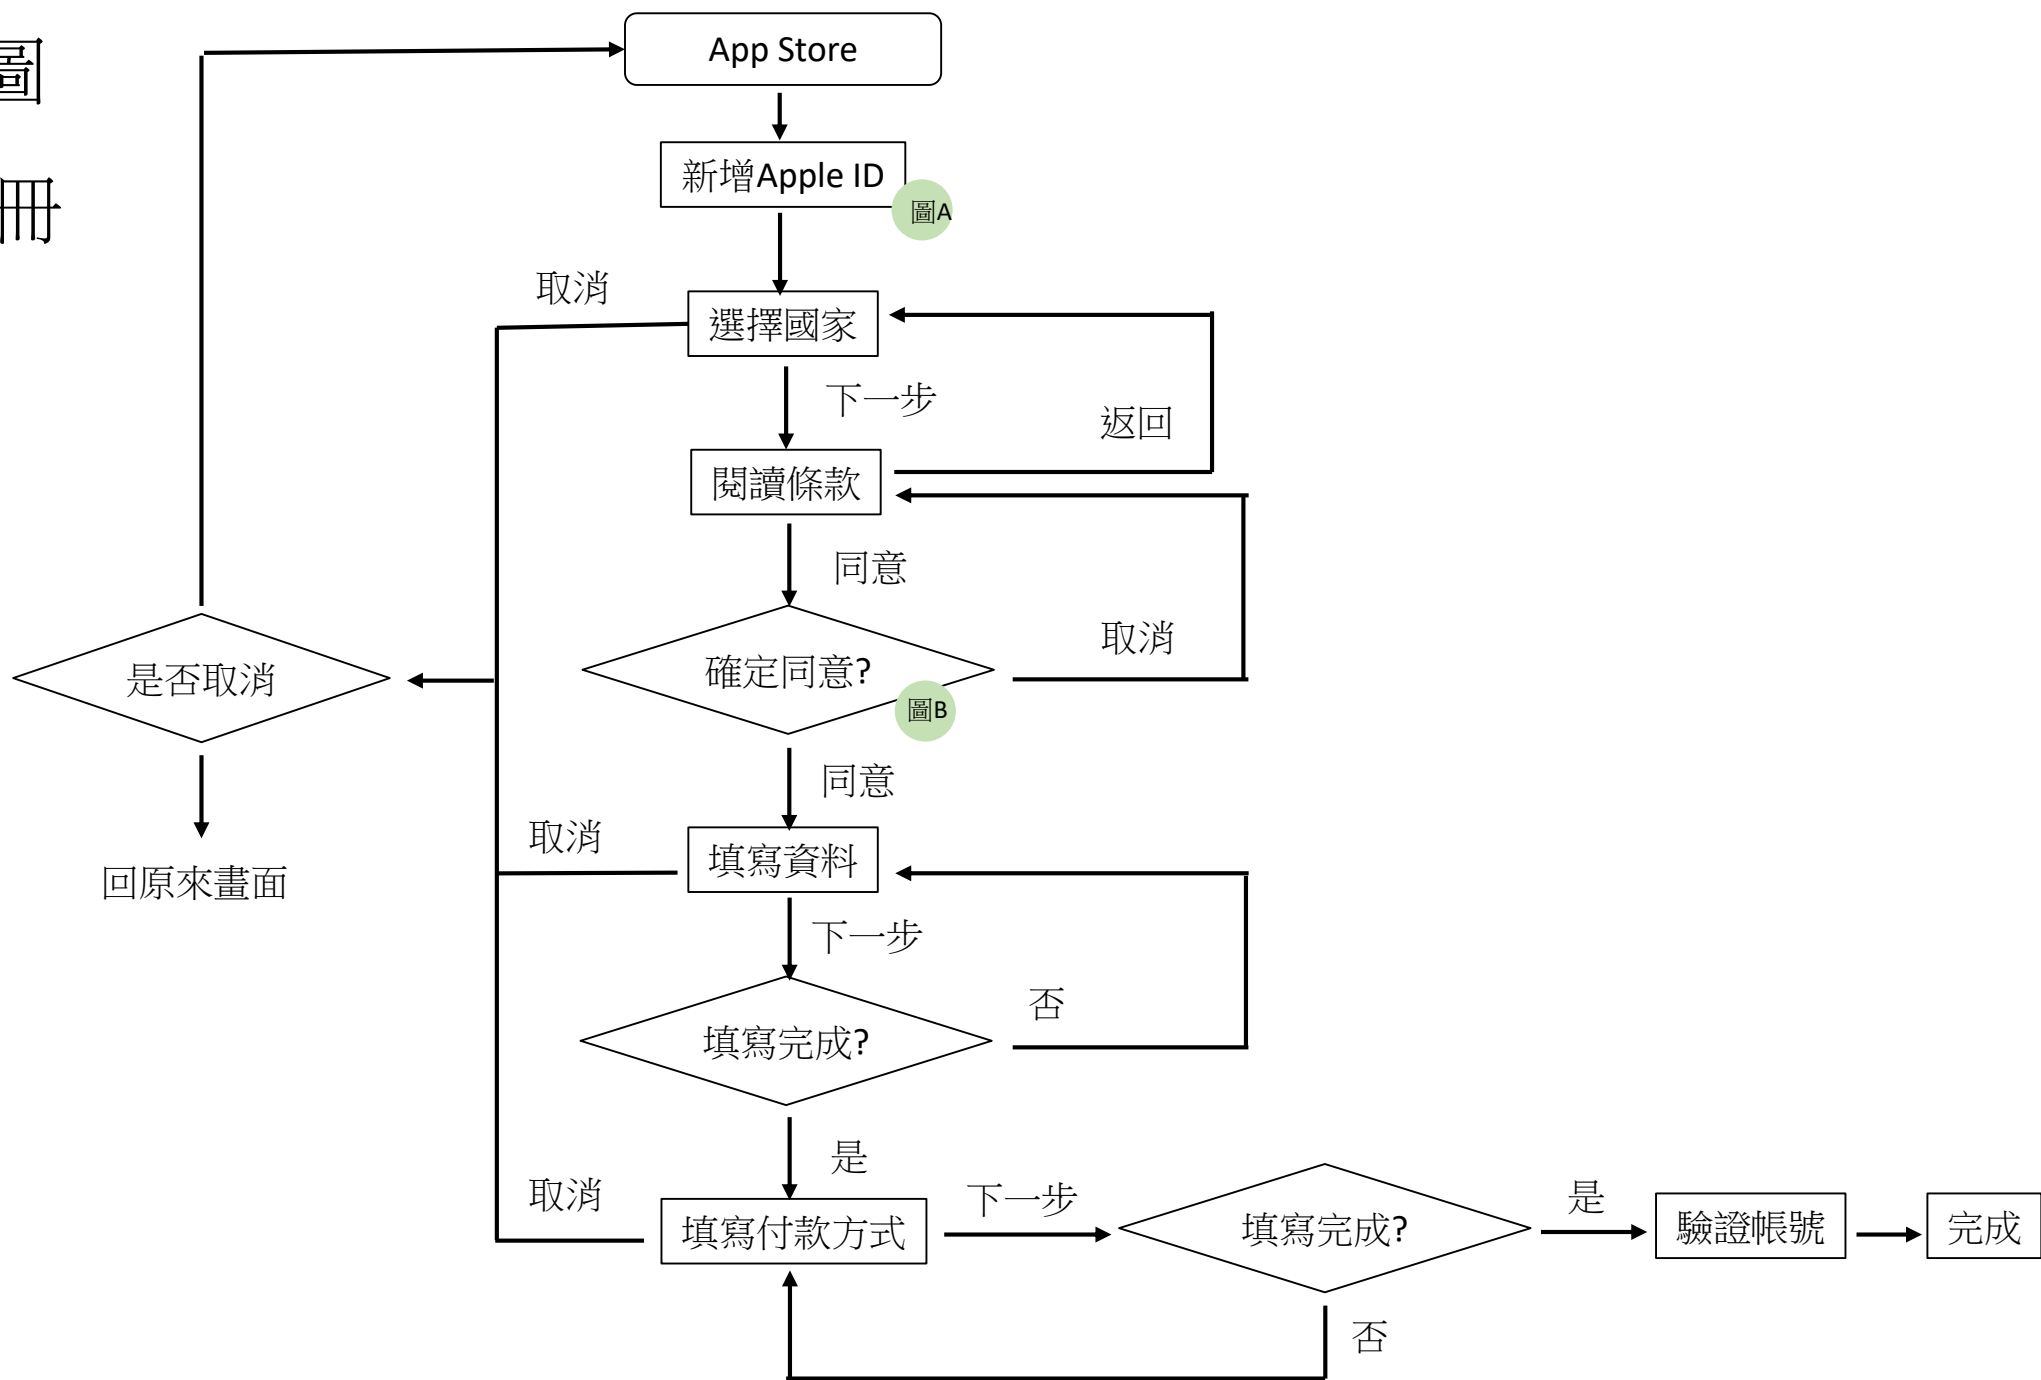 圖
冊
App Store
新增Apple ID
圖A
取消
選擇國家
下一步
返回
閱讀條款
同意
取消
是否取消
確定同意?
圖B
同意
取消
填寫資料
回原來畫面
下一步
否
填寫完成?
是
取消
填寫付款方式
下一步
填寫完成?
是
驗證帳號
完成
否